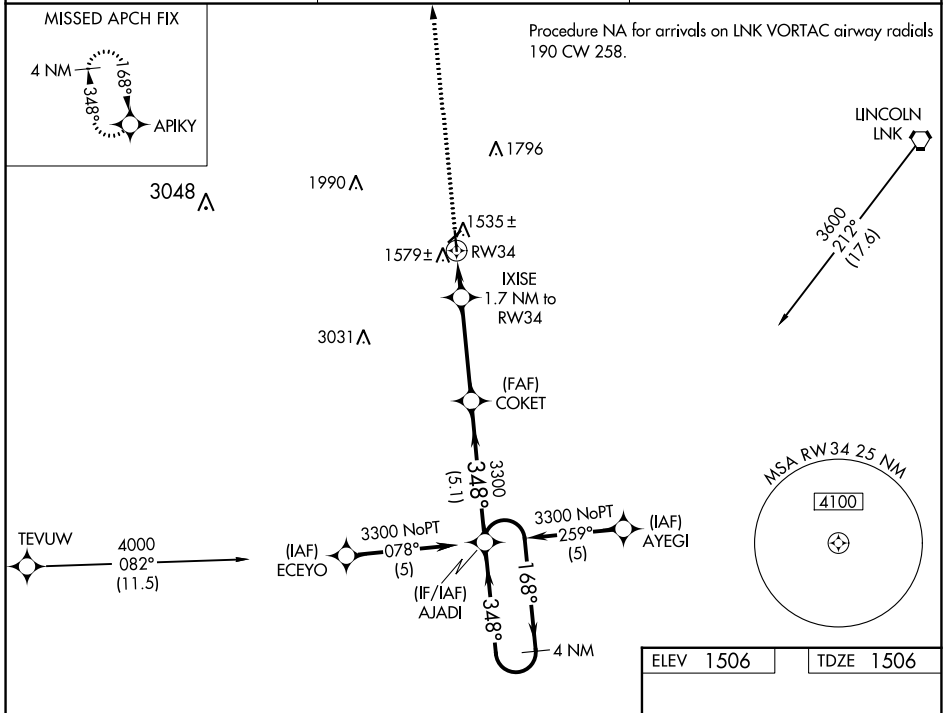 MISSED APCH FIX
4 NM
168°
348°
APIKY
Procedure NA for arrivals on LNK VORTAC airway radials
190 CW 258.
LINCOLN
LNK
3600
212°
(17.6)
1796
1990
3048
1535±
1579±
RW34
IXISE
1.7 NM to
RW34
3031
(FAF)
COKET
3300
348°
(5.1)
MSA RW34 25 NM
4100
TEVUW
4000
082°
(11.5)
(IAF)
ECEYO
3300 NoPT
078°
(5)
(IF/IAF)
AJADI
3300 NoPT
259°
(5)
(IAF)
AYEGI
168°
348°
4 NM
ELEV 1506
TDZE 1506